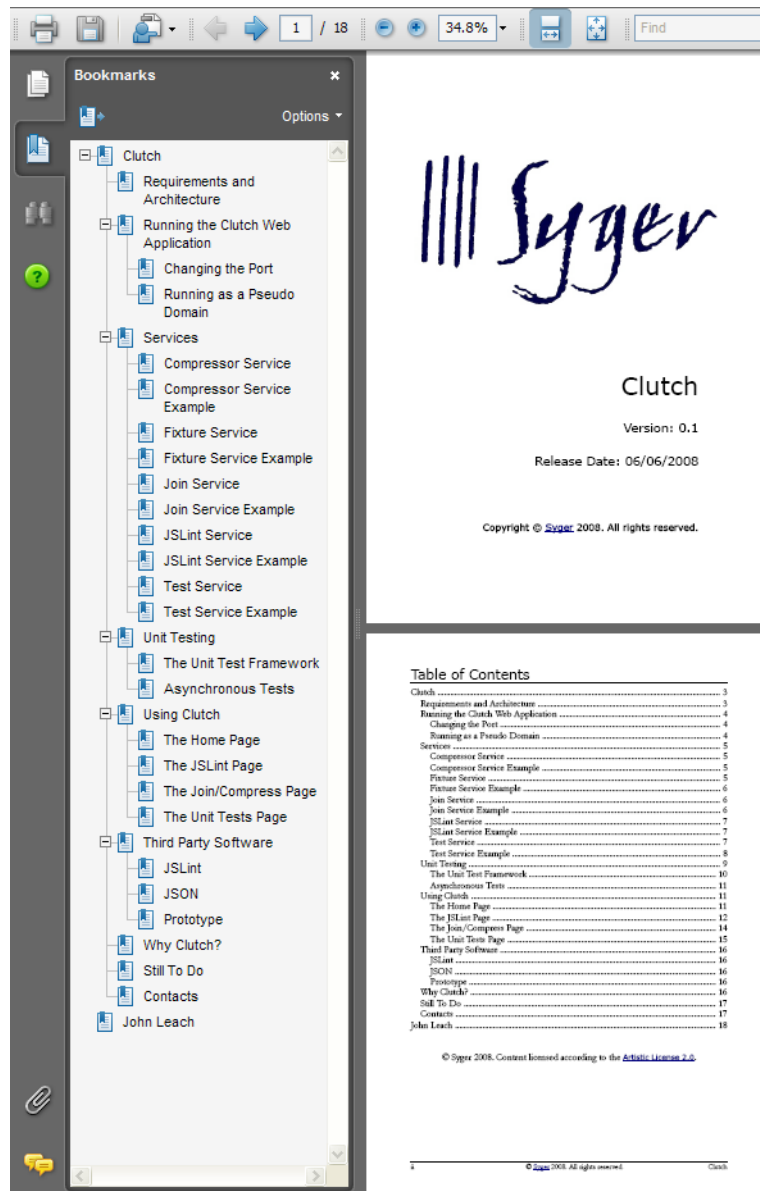 1 / 18
34.8%
Find
Bookmarks
Options
Clutch
Requirements and
Architecture
Running the Clutch Web
Application
Changing the Port
Running as a Pseudo
Domain
Services
Compressor Service
Compressor Service
Example
Fixture Service
Fixture Service Example
Join Service
Join Service Example
JSLint Service
JSLint Service Example
Test Service
Test Service Example
Unit Testing
The Unit Test Framework
Asynchronous Tests
Using Clutch
The Home Page
The JSLint Page
The Join/Compress Page
The Unit Tests Page
Third Party Software
JSLint
JSON
Prototype
Why Clutch?
Still To Do
Contacts
John Leach
Syger
Clutch
Version: 0.1
Release Date: 06/06/2008
Copyright © Syger 2008. All rights reserved.
Table of Contents
Clutch 3
Requirements and Architecture 3
Running the Clutch Web Application 4
Changing the Port 4
Running as a Pseudo Domain 4
Services 5
Compressor Service 5
Compressor Service Example 5
Fixture Service 5
Fixture Service Example 6
Join Service 6
Join Service Example 6
JSLint Service 7
JSLint Service Example 7
Test Service 7
Test Service Example 8
Unit Testing 9
The Unit Test Framework 10
Asynchronous Tests 11
Using Clutch 11
The Home Page 11
The JSLint Page 12
The Join/Compress Page 14
The Unit Tests Page 15
Third Party Software 16
JSLint 16
JSON 16
Prototype 16
Why Clutch? 16
Still To Do 17
Contacts 17
John Leach 18
© Syger 2008. Content licensed according to the Artistic License 2.0.
© Syger 2008. All rights reserved. Clutch